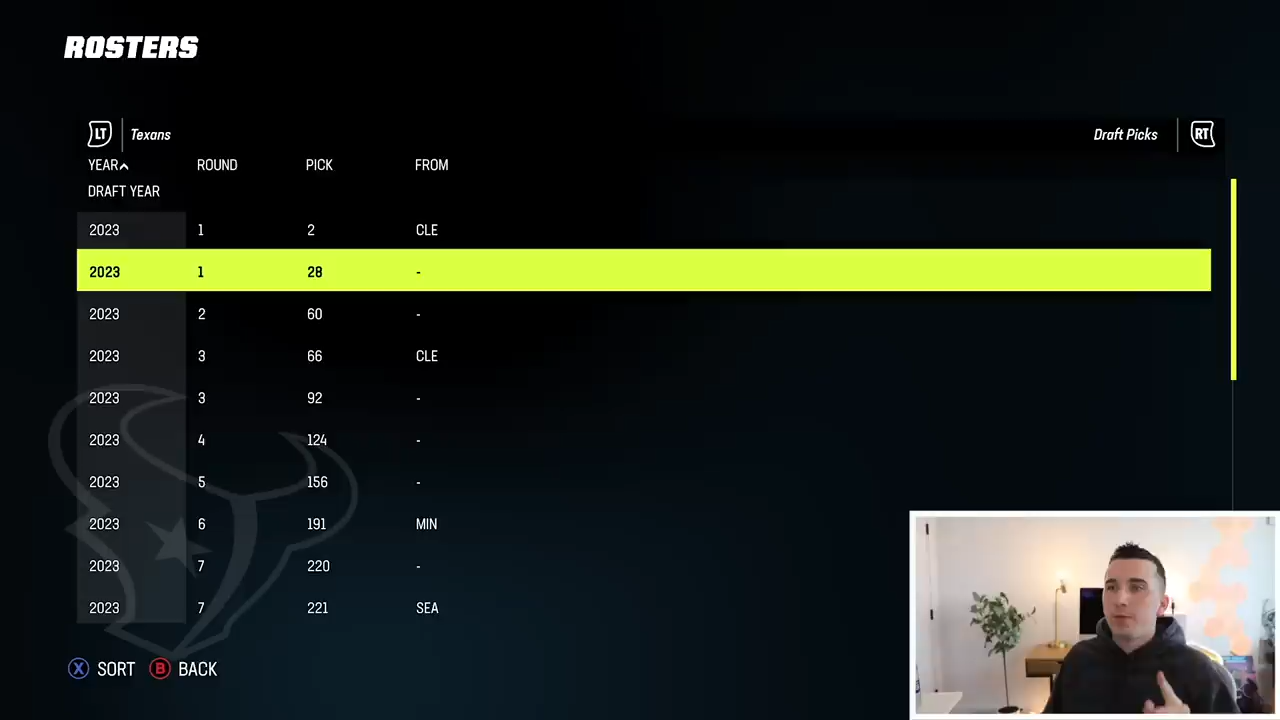 ROSTERS
LT Texans Draft Picks RT
YEAR ROUND PICK FROM
DRAFT YEAR
2023 1 2 CLE
2023 1 28 -
2023 2 60 -
2023 3 66 CLE
2023 3 92 -
2023 4 124 -
2023 5 156 -
2023 6 191 MIN
2023 7 220 -
2023 7 221 SEA
X SORT B BACK